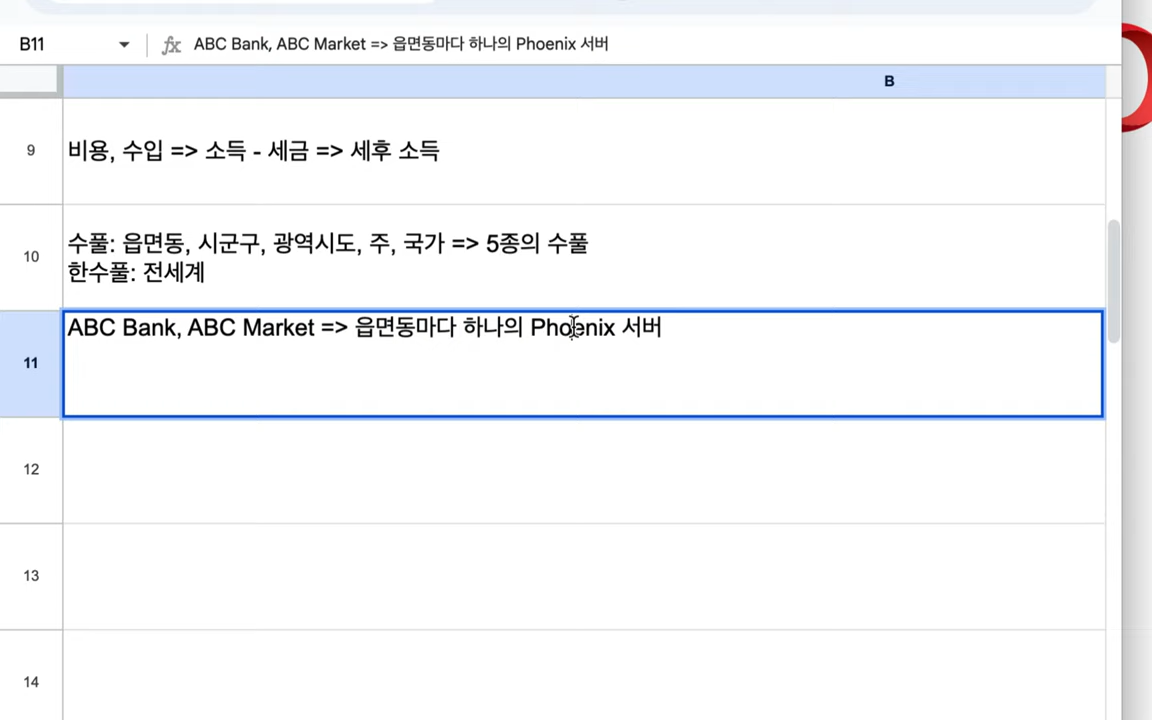 B11
fx
ABC Bank, ABC Market => 읍면동마다 하나의 Phoenix 서버
B
9
비용, 수입 => 소득 - 세금 => 세후 소득
10
수풀: 읍면동, 시군구, 광역시도, 주, 국가 => 5종의 수풀
한수풀: 전세계
11
ABC Bank, ABC Market => 읍면동마다 하나의 Phoenix 서버
12
13
14